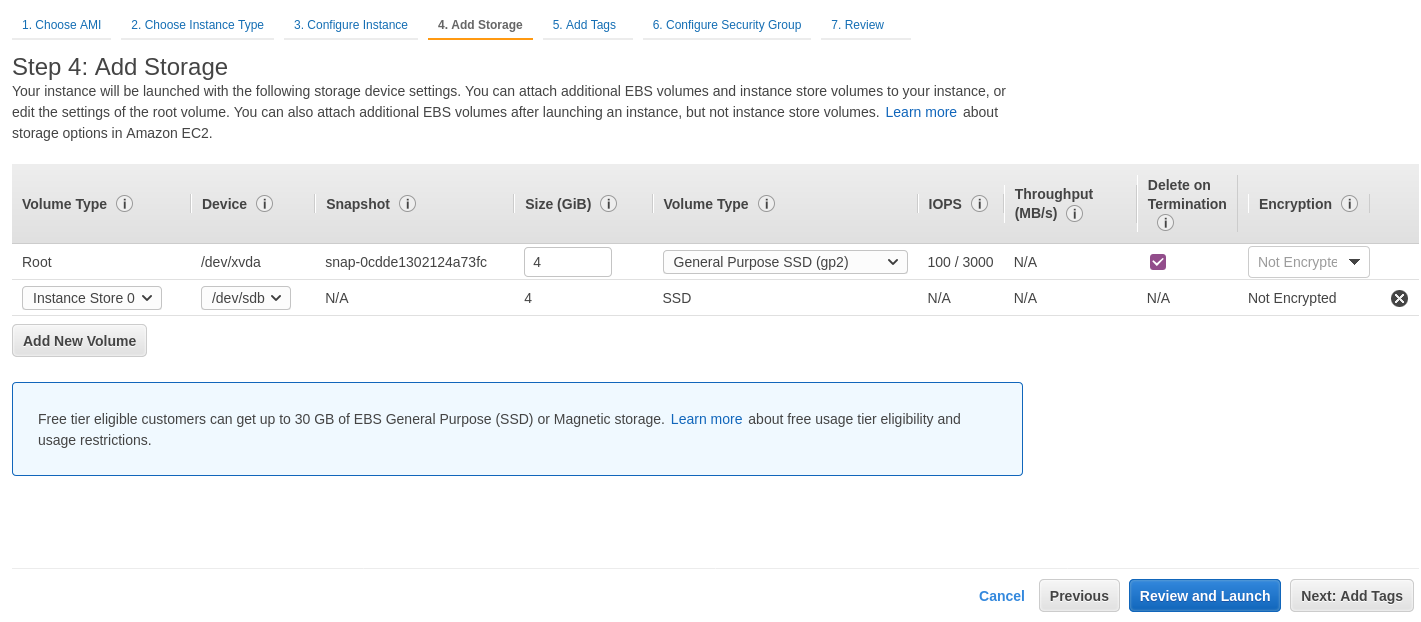 1. Choose AMI 2. Choose Instance Type 3. Configure Instance 4. Add Storage 5. Add Tags 6. Configure Security Group 7. Review
Step 4: Add Storage
Your instance will be launched with the following storage device settings. You can attach additional EBS volumes and instance store volumes to your instance, or
edit the settings of the root volume. You can also attach additional EBS volumes after launching an instance, but not instance store volumes. Learn more about
storage options in Amazon EC2.
Volume Type i Device i Snapshot i Size (GiB) i Volume Type i IOPS i Throughput (MB/s) i Delete on Termination i Encryption i
Root /dev/xvda snap-0cdde1302124a73fc 4 General Purpose SSD (gp2) 100 / 3000 N/A Not Encrypte
Instance Store 0 /dev/sdb N/A 4 SSD N/A N/A N/A Not Encrypted
Add New Volume
Free tier eligible customers can get up to 30 GB of EBS General Purpose (SSD) or Magnetic storage. Learn more about free usage tier eligibility and
usage restrictions.
Cancel Previous Review and Launch Next: Add Tags